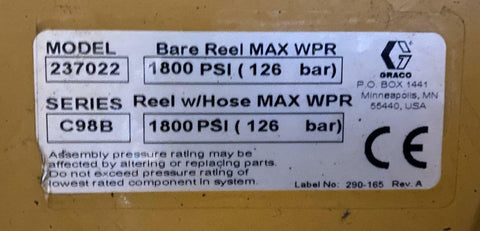 MODEL Bare Reel MAX WPR
237022 1800 PSI ( 126 bar)
SERIES Reel w/Hose MAX WPR
C98B 1800 PSI ( 126 bar)
Assembly pressure rating may be
affected by altering or replacing parts.
Do not exceed pressure rating of
lowest rated component in system.
G
GRACO
P.O. BOX 1441
Minneapolis, MN
55440, USA
CE
Label No: 290-165 Rev. A